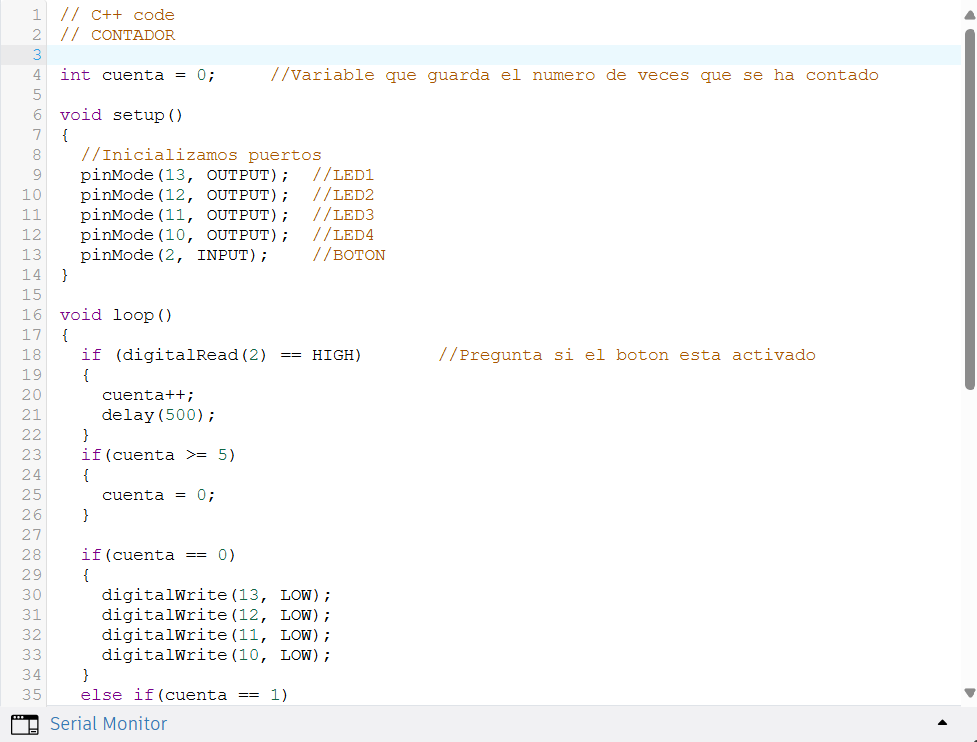 1 // C++ code
2 // CONTADOR
3
4 int cuenta = 0;     //Variable que guarda el numero de veces que se ha contado
5
6 void setup()
7 {
8   //Inicializamos puertos
9   pinMode(13, OUTPUT);  //LED1
10   pinMode(12, OUTPUT);  //LED2
11   pinMode(11, OUTPUT);  //LED3
12   pinMode(10, OUTPUT);  //LED4
13   pinMode(2, INPUT);    //BOTON
14 }
15
16 void loop()
17 {
18   if (digitalRead(2) == HIGH)       //Pregunta si el boton esta activado
19   {
20     cuenta++;
21     delay(500);
22   }
23   if(cuenta >= 5)
24   {
25     cuenta = 0;
26   }
27
28   if(cuenta == 0)
29   {
30     digitalWrite(13, LOW);
31     digitalWrite(12, LOW);
32     digitalWrite(11, LOW);
33     digitalWrite(10, LOW);
34   }
35   else if(cuenta == 1)
Serial Monitor